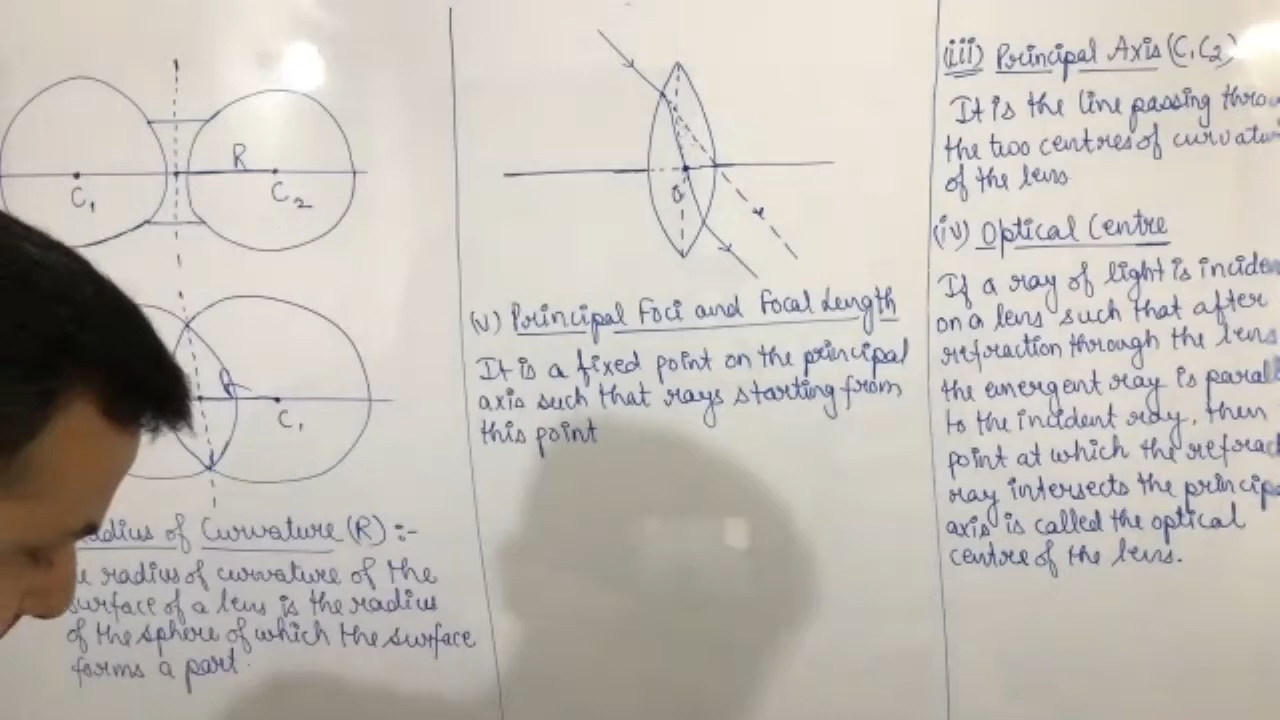 R
C₁
C₂
R
C₁
Radius of Curvature (R) :-
radius of curvature of the
surface of a lens is the radius
of the sphere of which the surface
forms a part.
O
(v) Principal Foci and Focal Length
It is a fixed point on the principal
axis such that rays starting from
this point
(iii) Principal Axis (C₁C₂)
It is the line passing throu
the two centres of curvatu
of the lens
(iv) Optical Centre
If a ray of light is inciden
on a lens such that after
refraction through the lens
the emergent ray is parall
to the incident ray, then
point at which the refract
ray intersects the princip
axis is called the optical
centre of the lens.